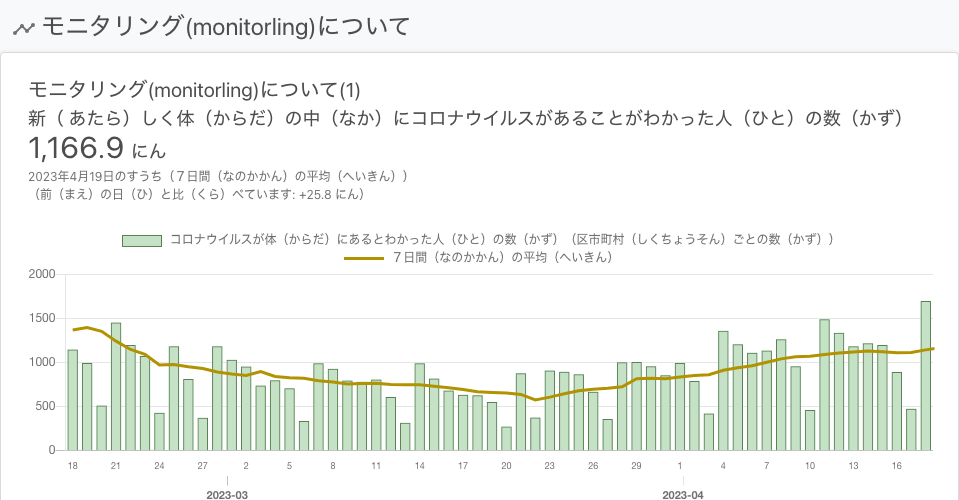 モニタリング(monitorling)について
モニタリング(monitorling)について(1)
新（ あたら）しく体（からだ）の中（なか）にコロナウイルスがあることがわかった人（ひと）の数（かず）
1,166.9 にん
2023年4月19日のすうち（７日間（なのかかん）の平均（へいきん））
（前（まえ）の日（ひ）と比（くら）べています: +25.8 にん）
コロナウイルスが体（からだ）にあるとわかった人（ひと）の数（かず）（区市町村（しくちょうそん）ごとの数（かず））
７日間（なのかかん）の平均（へいきん）
2000
1500
1000
500
0
18 21 24 27 2 5 8 11 14 17 20 23 26 29 1 4 7 10 13 16
2023-03 2023-04